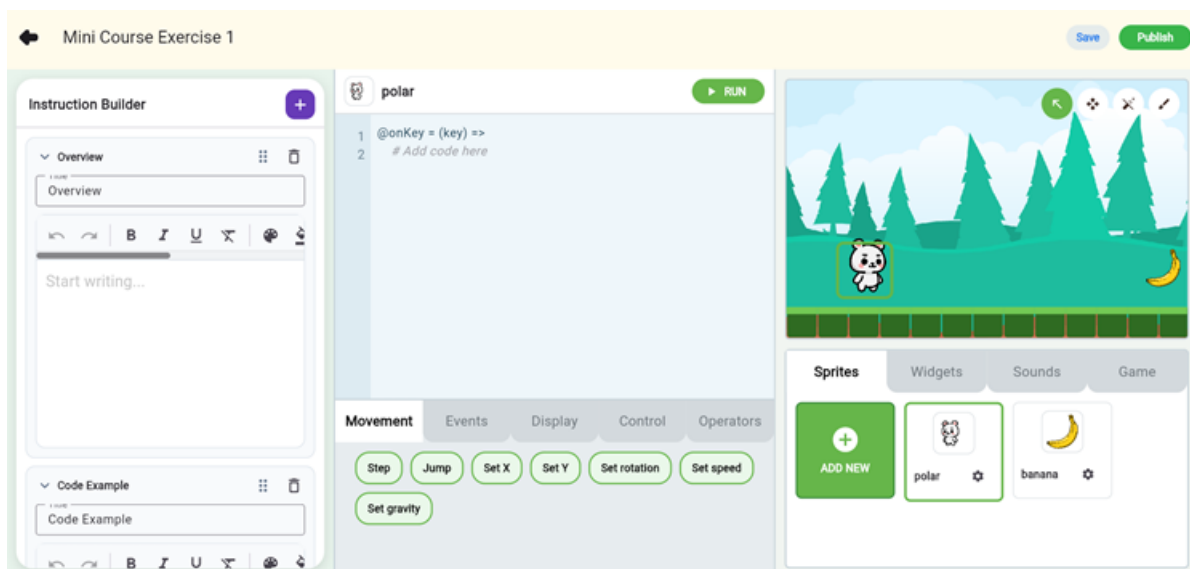 Mini Course Exercise 1
Save
Publish
Instruction Builder
+
Overview
Title
Overview
B I U
Start writing...
Code Example
Title
Code Example
B I U
polar
RUN
1 @onKey = (key) =>
2 # Add code here
Movement Events Display Control Operators
Step Jump Set X Set Y Set rotation Set speed
Set gravity
Sprites Widgets Sounds Game
ADD NEW
polar
banana